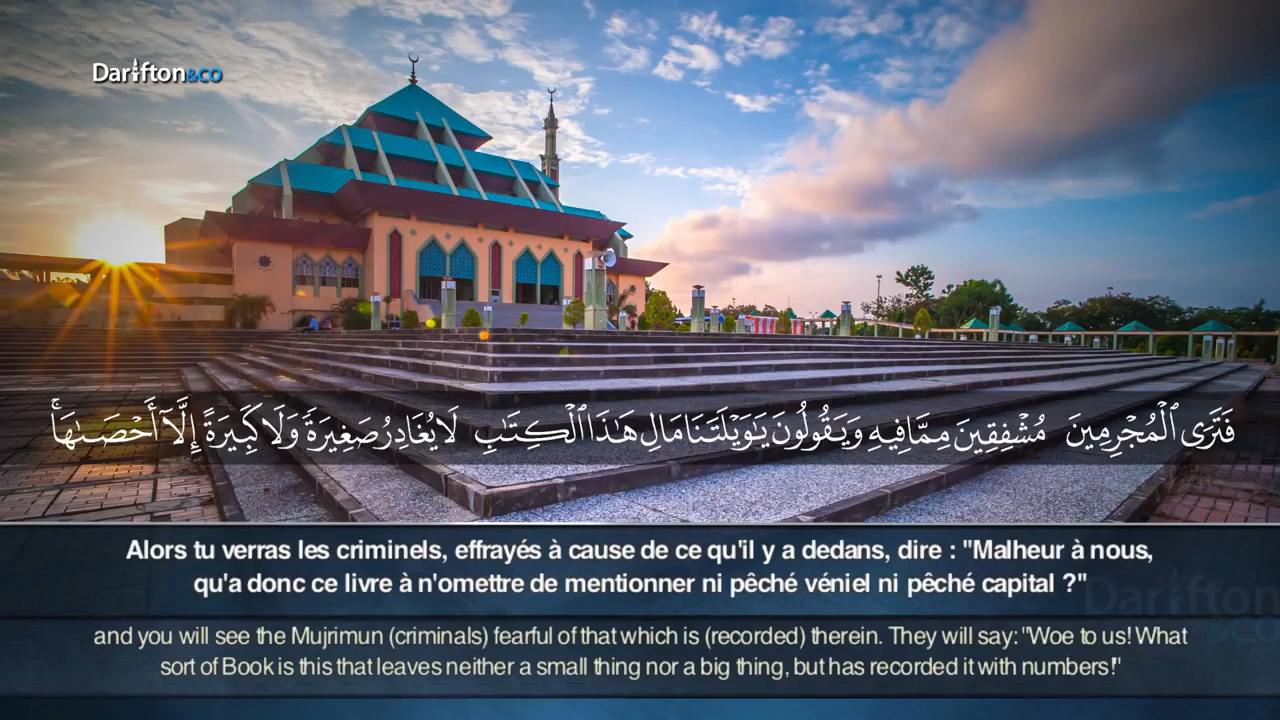 Darifton&co
فَتَرَى ٱلْمُجْرِمِينَ مُشْفِقِينَ مِمَّا فِيهِ وَيَقُولُونَ يَـٰوَيْلَتَنَا مَالِ هَـٰذَا ٱلْكِتَـٰبِ لَا يُغَادِرُ صَغِيرَةً وَلَا كَبِيرَةً إِلَّآ أَحْصَىٰهَا ۚ
Alors tu verras les criminels, effrayés à cause de ce qu'il y a dedans, dire : "Malheur à nous,
qu'a donc ce livre à n'omettre de mentionner ni pêché véniel ni pêché capital ?"
Darifton
&co
and you will see the Mujrimun (criminals) fearful of that which is (recorded) therein. They will say: "Woe to us! What
sort of Book is this that leaves neither a small thing nor a big thing, but has recorded it with numbers!"